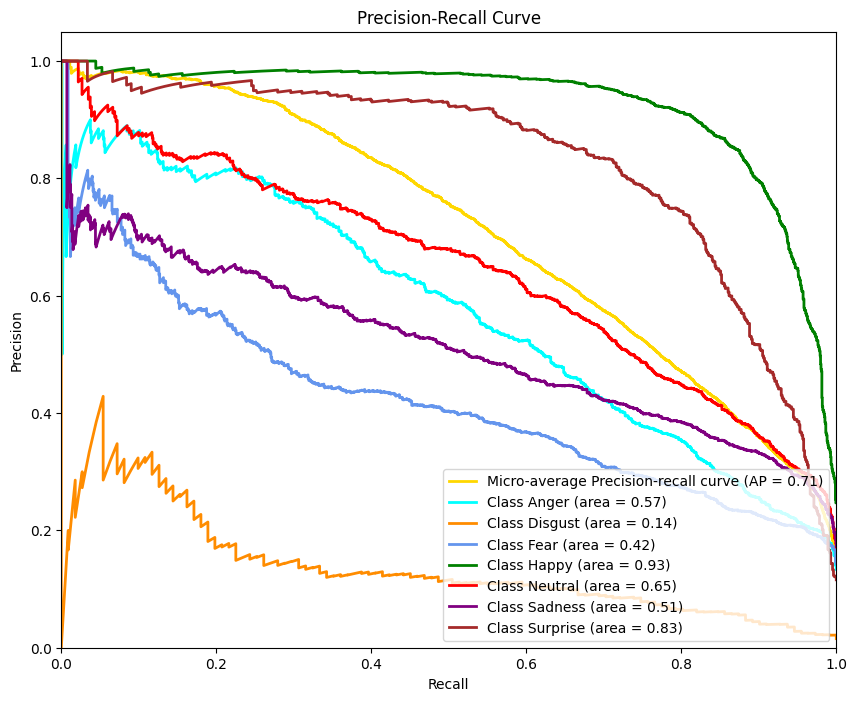 Precision-Recall Curve
1.0
0.8
0.6
0.4
0.2
0.0
Precision
0.0 0.2 0.4 0.6 0.8 1.0
Recall
Micro-average Precision-recall curve (AP = 0.71)
Class Anger (area = 0.57)
Class Disgust (area = 0.14)
Class Fear (area = 0.42)
Class Happy (area = 0.93)
Class Neutral (area = 0.65)
Class Sadness (area = 0.51)
Class Surprise (area = 0.83)